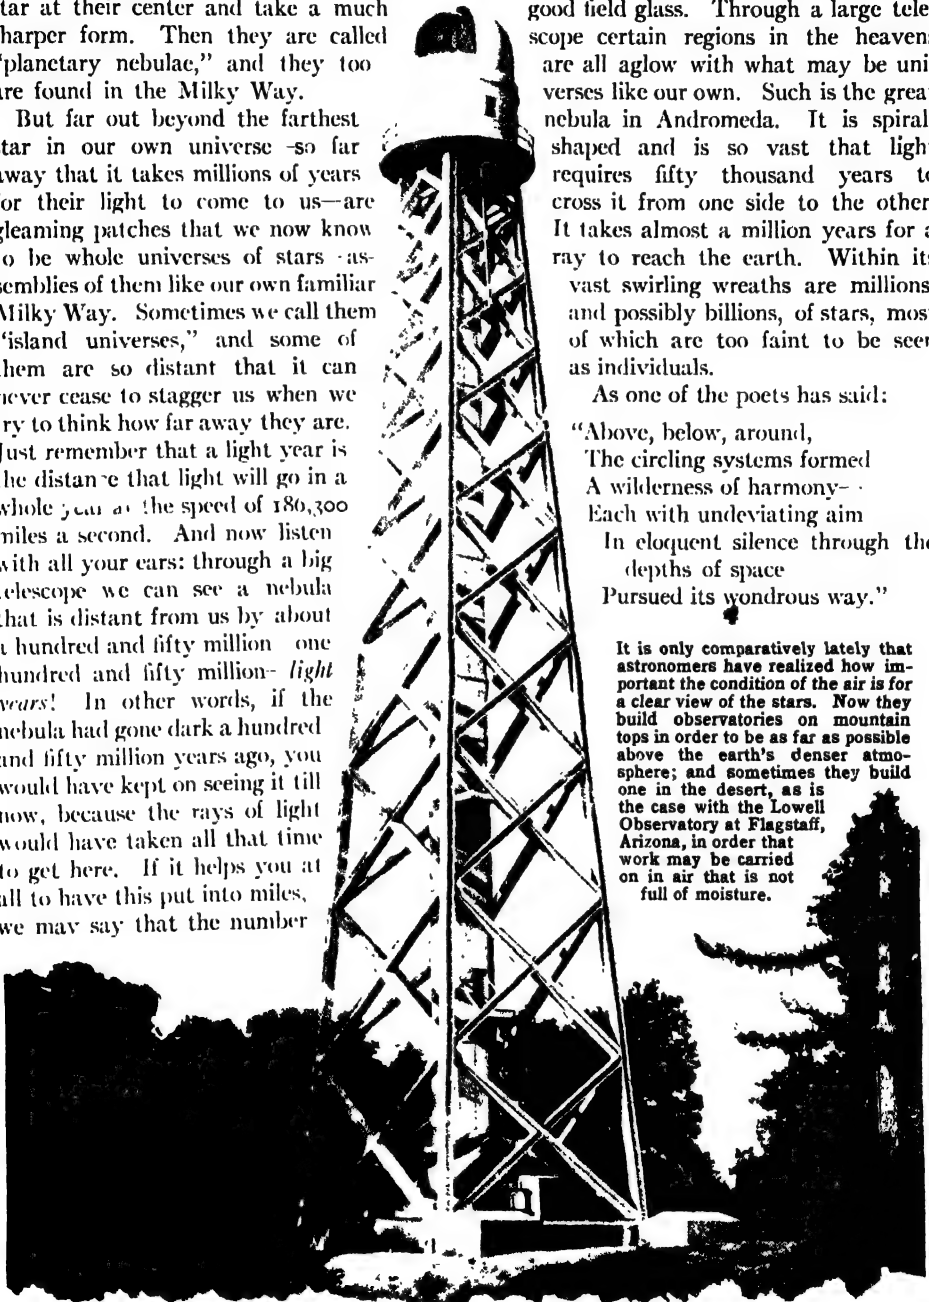 tar at their center and take a much
harper form. Then they are called
"planetary nebulae," and they too
are found in the Milky Way.
But far out beyond the farthest
tar in our own universe -so far
away that it takes millions of years
for their light to come to us—are
gleaming patches that we now know
to be whole universes of stars - as-
semblies of them like our own familiar
Milky Way. Sometimes we call them
"island universes," and some of
them are so distant that it can
never cease to stagger us when we
try to think how far away they are.
Just remember that a light year is
the distance that light will go in a
whole year at the speed of 186,300
miles a second. And now listen
with all your ears: through a big
telescope we can see a nebula
that is distant from us by about
a hundred and fifty million one
hundred and fifty million- light
years! In other words, if the
nebula had gone dark a hundred
and fifty million years ago, you
would have kept on seeing it till
now, because the rays of light
would have taken all that time
to get here. If it helps you at
all to have this put into miles,
we may say that the number
good field glass. Through a large tele
scope certain regions in the heavens
are all aglow with what may be uni
verses like our own. Such is the great
nebula in Andromeda. It is spiral
shaped and is so vast that light
requires fifty thousand years to
cross it from one side to the other
It takes almost a million years for a
ray to reach the earth. Within its
vast swirling wreaths are millions
and possibly billions, of stars, most
of which are too faint to be seen
as individuals.
As one of the poets has said:
"Above, below, around,
The circling systems formed
A wilderness of harmony- -
Each with undeviating aim
In eloquent silence through the
depths of space
Pursued its wondrous way."
It is only comparatively lately that
astronomers have realized how im-
portant the condition of the air is for
a clear view of the stars. Now they
build observatories on mountain
tops in order to be as far as possible
above the earth's denser atmo-
sphere; and sometimes they build
one in the desert, as is
the case with the Lowell
Observatory at Flagstaff,
Arizona, in order that
work may be carried
on in air that is not
full of moisture.